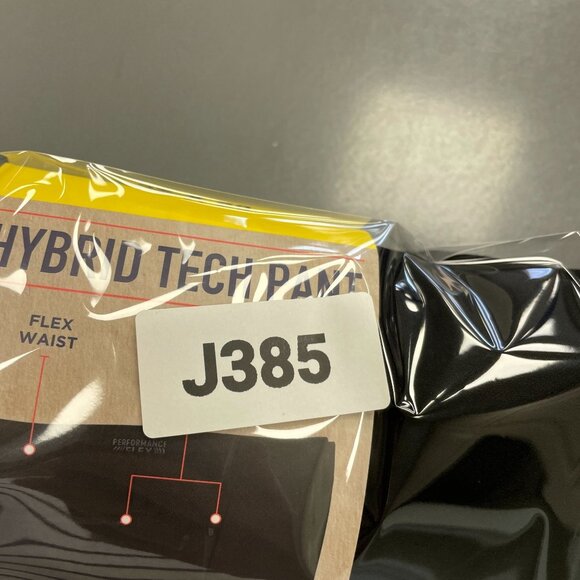 HYBRID TECH PANT
FLEX
WAIST
J385
PERFORMANCE
FLEX